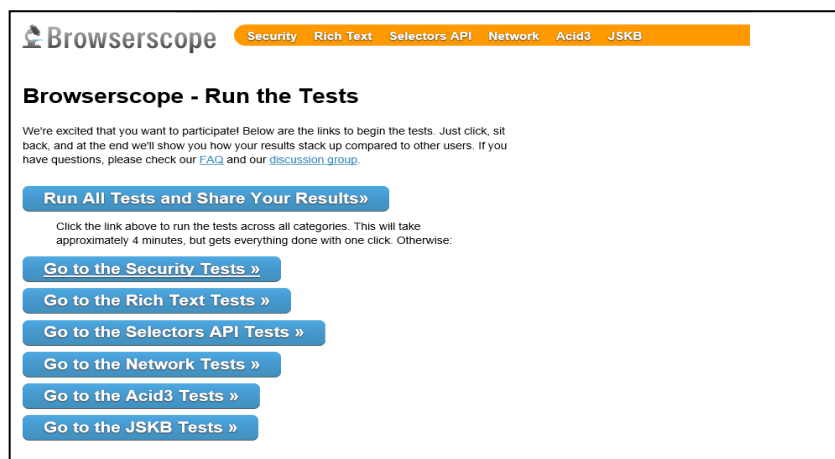 Browserscope
Security Rich Text Selectors API Network Acid3 JSKB
Browserscope - Run the Tests
We're excited that you want to participate! Below are the links to begin the tests. Just click, sit
back, and at the end we'll show you how your results stack up compared to other users. If you
have questions, please check our FAQ and our discussion group.
Run All Tests and Share Your Results»
Click the link above to run the tests across all categories. This will take
approximately 4 minutes, but gets everything done with one click. Otherwise:
Go to the Security Tests »
Go to the Rich Text Tests »
Go to the Selectors API Tests »
Go to the Network Tests »
Go to the Acid3 Tests »
Go to the JSKB Tests »